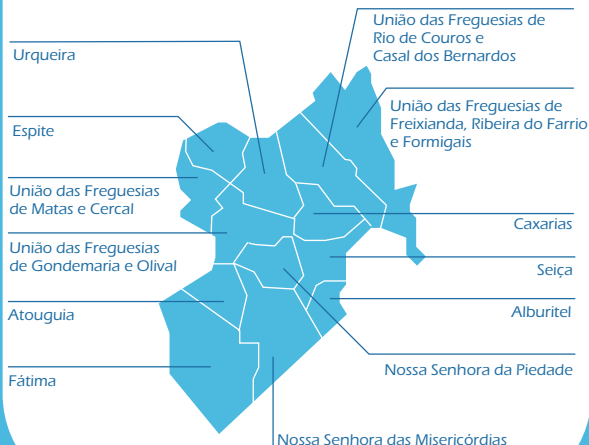 União das Freguesias de
Rio de Couros e
Casal dos Bernardos
Urqueira
União das Freguesias de
Freixianda, Ribeira do Farrio
e Formigais
Espite
União das Freguesias
de Matas e Cercal
Caxarias
União das Freguesias
de Gondemaria e Olival
Seiça
Atouguia
Alburitel
Nossa Senhora da Piedade
Fátima
Nossa Senhora das Misericórdias